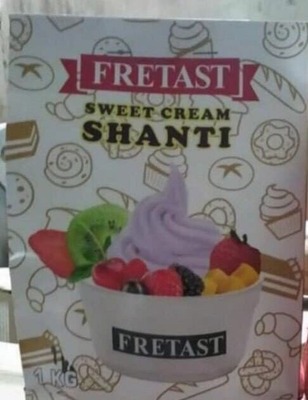 FRETAST
SWEET CREAM
SHANTI
FRETAST
1 KG